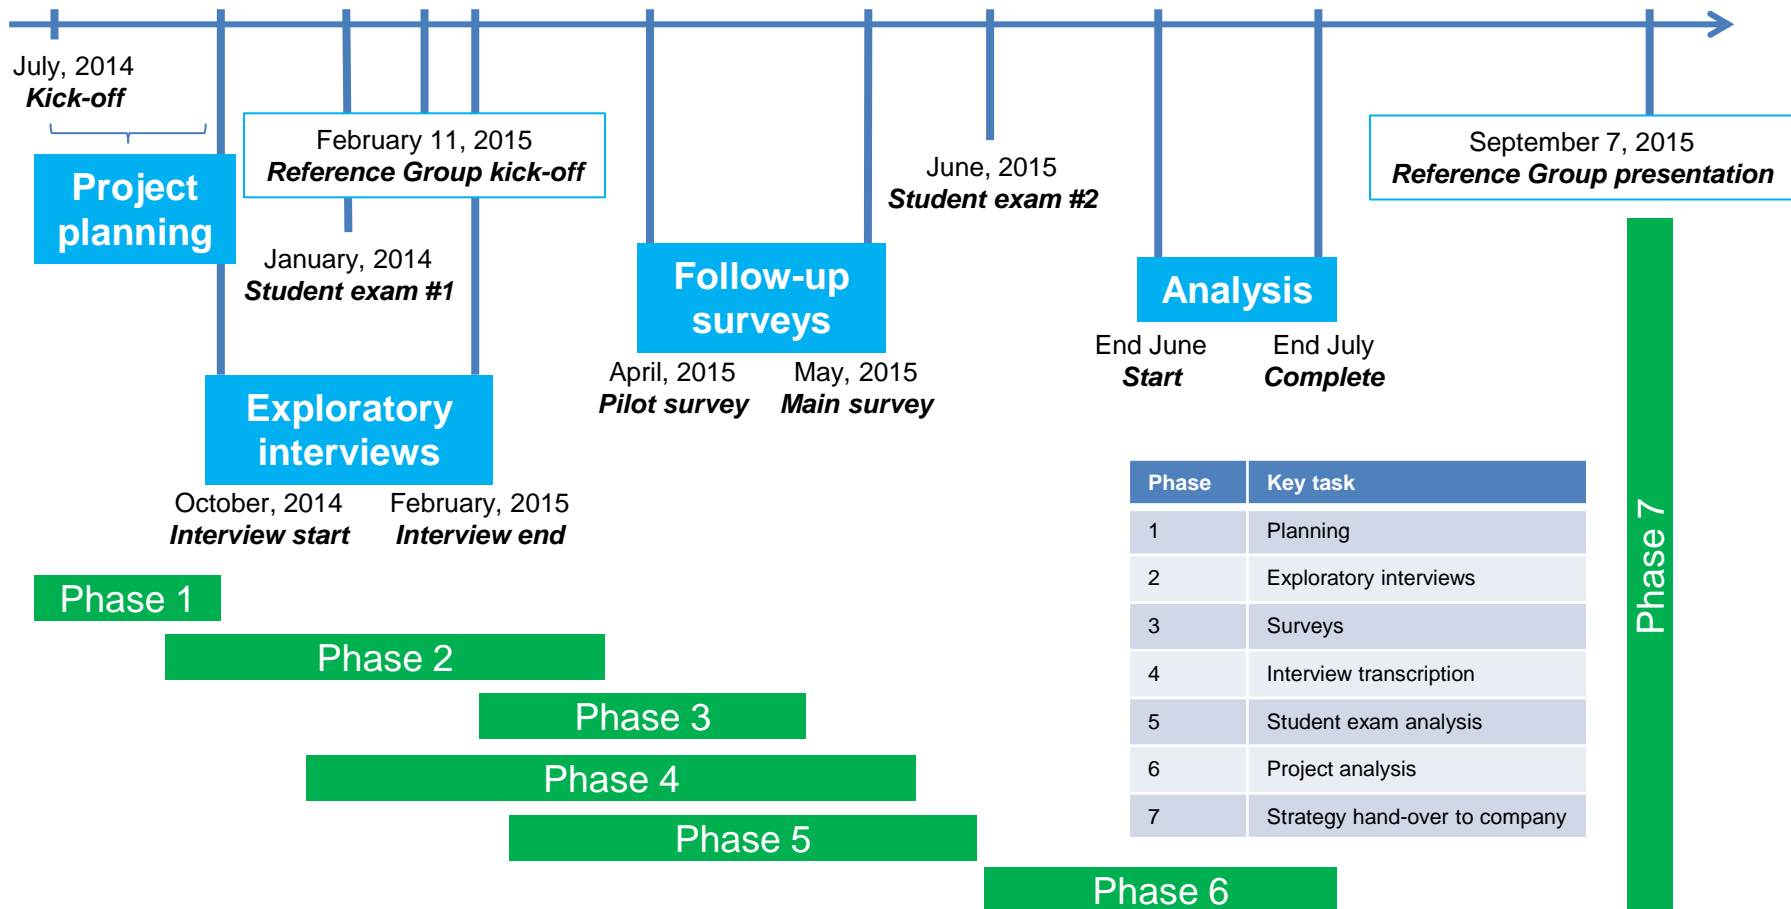 July, 2014
Kick-off
Project
planning
February 11, 2015
Reference Group kick-off
January, 2014
Student exam #1
Exploratory
interviews
October, 2014
Interview start
February, 2015
Interview end
Follow-up
surveys
April, 2015
Pilot survey
May, 2015
Main survey
June, 2015
Student exam #2
Analysis
End June
Start
End July
Complete
September 7, 2015
Reference Group presentation
Phase 1
Phase 2
Phase 3
Phase 4
Phase 5
Phase 6
Phase 7
Phase Key task
1 Planning
2 Exploratory interviews
3 Surveys
4 Interview transcription
5 Student exam analysis
6 Project analysis
7 Strategy hand-over to company